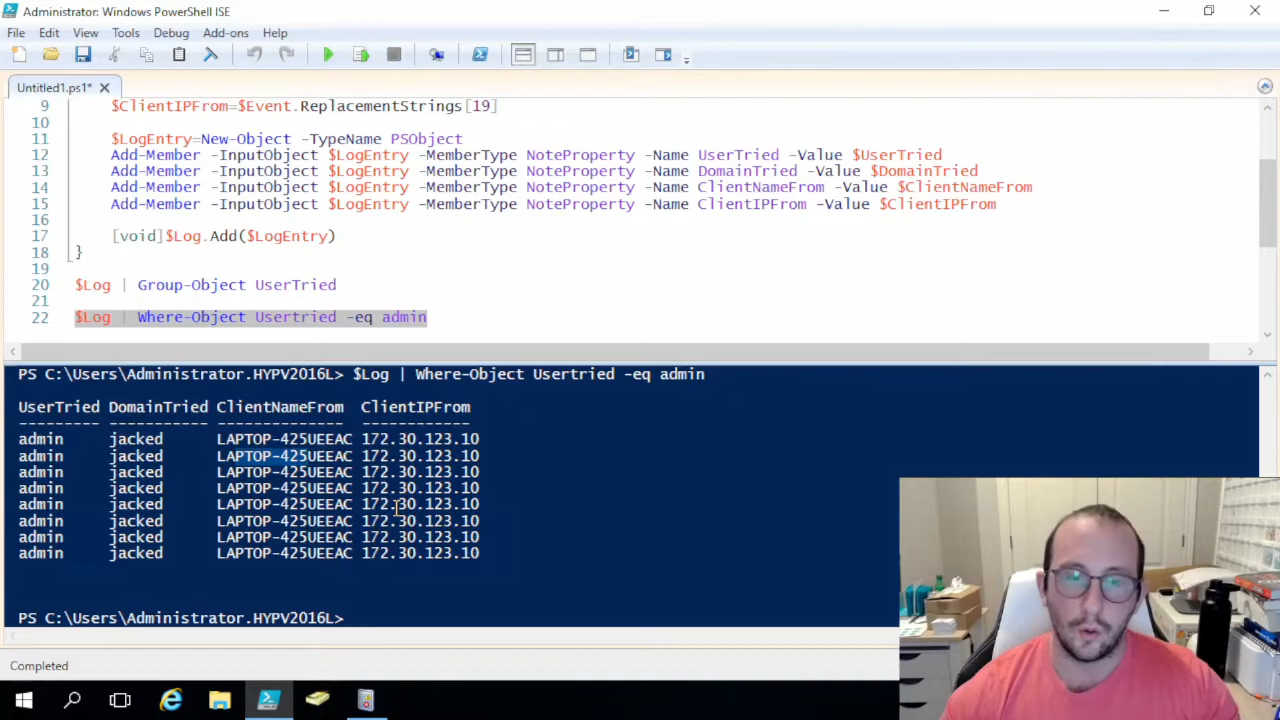 Administrator: Windows PowerShell ISE
File Edit View Tools Debug Add-ons Help
Untitled1.ps1*
9 $ClientIPFrom=$Event.ReplacementStrings[19]
10
11 $LogEntry=New-Object -TypeName PSObject
12 Add-Member -InputObject $LogEntry -MemberType NoteProperty -Name UserTried -Value $UserTried
13 Add-Member -InputObject $LogEntry -MemberType NoteProperty -Name DomainTried -Value $DomainTried
14 Add-Member -InputObject $LogEntry -MemberType NoteProperty -Name ClientNameFrom -Value $ClientNameFrom
15 Add-Member -InputObject $LogEntry -MemberType NoteProperty -Name ClientIPFrom -Value $ClientIPFrom
16
17 [void]$Log.Add($LogEntry)
18 }
19
20 $Log | Group-Object UserTried
21
22 $Log | Where-Object Usertried -eq admin
PS C:\Users\Administrator.HYPV2016L> $Log | Where-Object Usertried -eq admin
UserTried DomainTried ClientNameFrom ClientIPFrom
--------- ----------- -------------- ------------
admin jacked LAPTOP-425UEEAC 172.30.123.10
admin jacked LAPTOP-425UEEAC 172.30.123.10
admin jacked LAPTOP-425UEEAC 172.30.123.10
admin jacked LAPTOP-425UEEAC 172.30.123.10
admin jacked LAPTOP-425UEEAC 172.30.123.10
admin jacked LAPTOP-425UEEAC 172.30.123.10
admin jacked LAPTOP-425UEEAC 172.30.123.10
admin jacked LAPTOP-425UEEAC 172.30.123.10
PS C:\Users\Administrator.HYPV2016L>
Completed